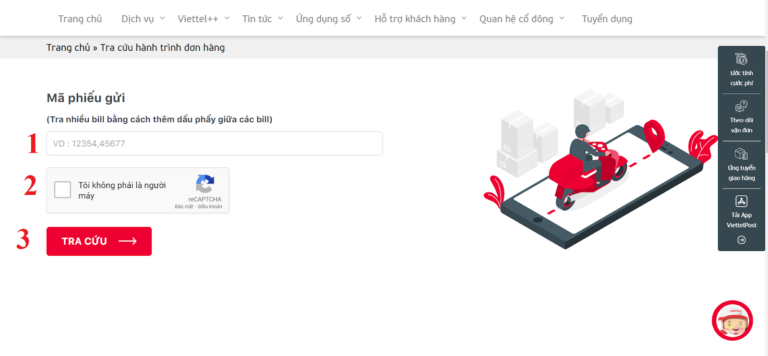 Trang chủ Dịch vụ Viettel++ Tin tức Ứng dụng số Hỗ trợ khách hàng Quan hệ cổ đông Tuyển dụng
Trang chủ » Tra cứu hành trình đơn hàng
Mã phiếu gửi
(Tra nhiều bill bằng cách thêm dấu phẩy giữa các bill)
1 VD : 12354,45677
2 Tôi không phải là người
máy
reCAPTCHA
Bảo mật - Điều khoản
3 TRA CỨU
Ước tính
cước phí
Theo dõi
vận đơn
Ứng tuyển
giao hàng
Tải App
ViettelPost